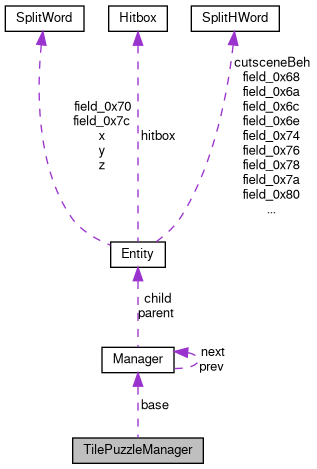 SplitWord
Hitbox
SplitHWord
cutsceneBeh
field_0x68
field_0x6a
field_0x6c
field_0x6e
field_0x74
field_0x76
field_0x78
field_0x7a
field_0x80
...
field_0x70
field_0x7c
x
y
z
hitbox
Entity
child
parent
Manager
next
prev
base
TilePuzzleManager